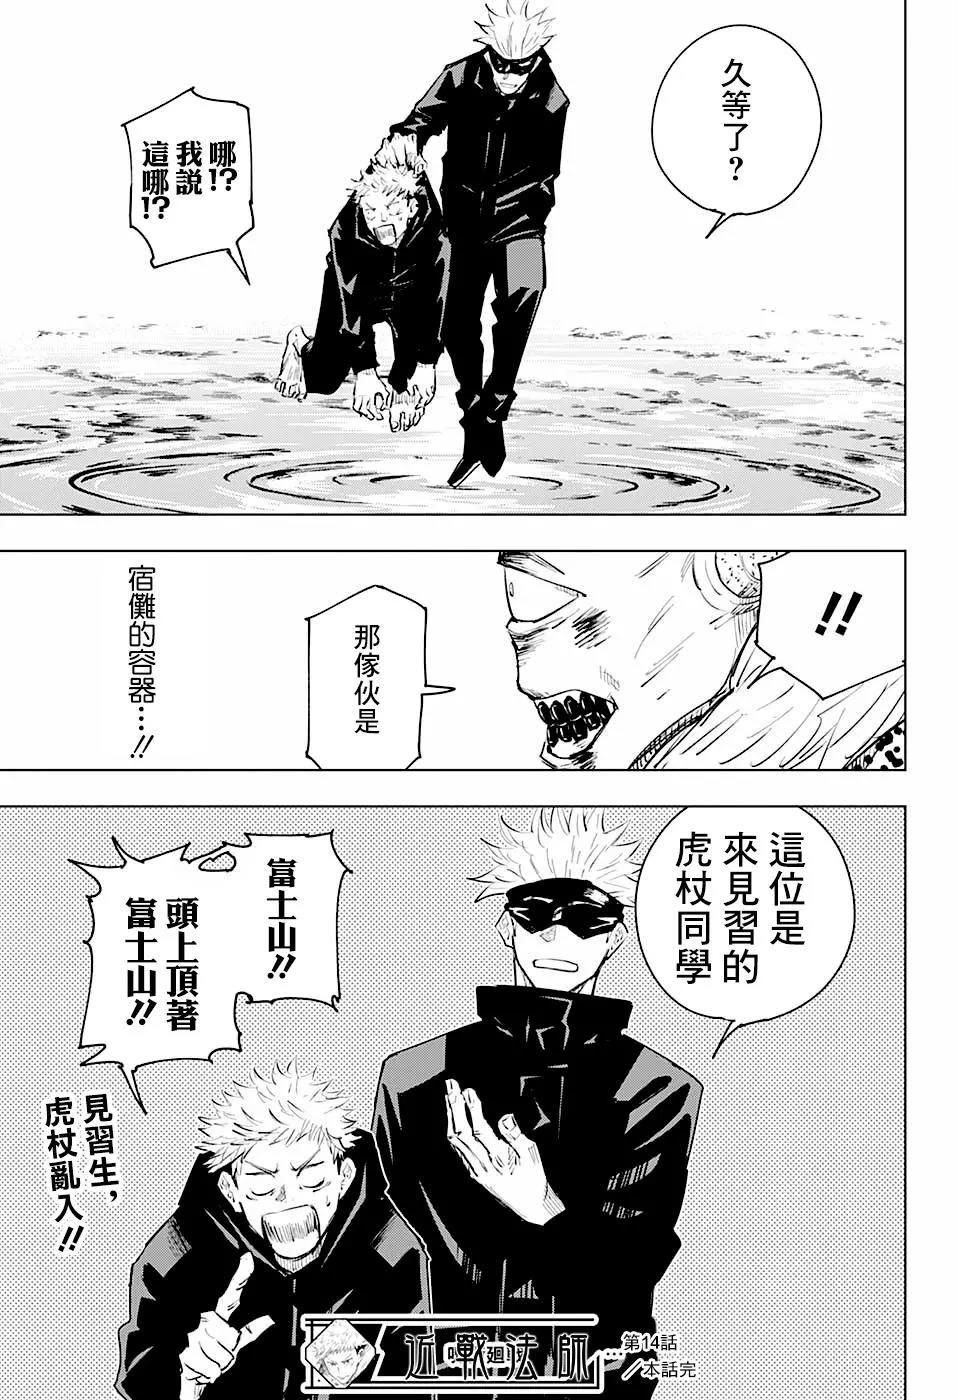 久等了?
哪!?
我說
這哪!?
!!
那傢伙是
宿儺的容器…!!
這位是
來見習的
虎杖同學
富士山!!
頭上頂著
富士山!!
見習生,
虎杖亂入!!
近戰法師
廻
…第14話
/本話完